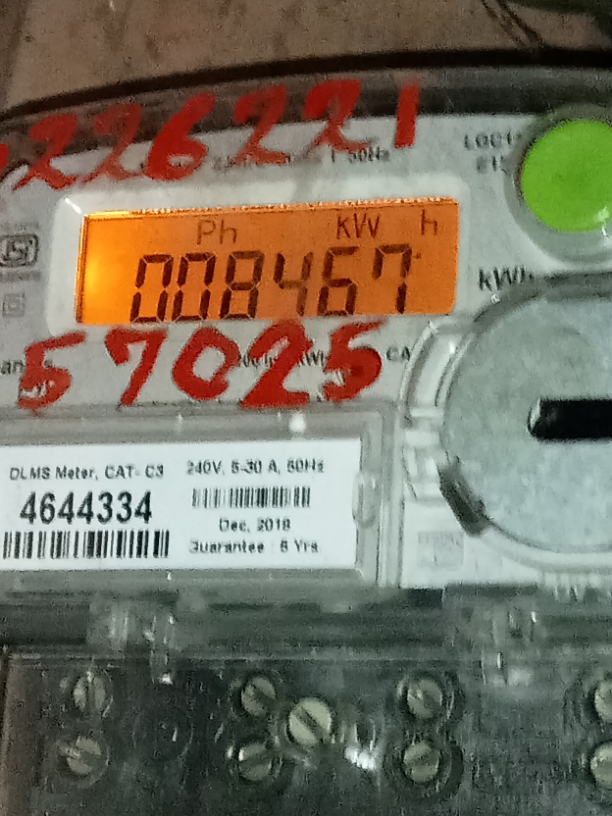 226221
50Hz
Ph kW h
008467
kWh
57025
DLMS Meter, CAT- C3
240V, 5-30 A, 50Hz
4644334
Dec, 2018
Guarantee : 5 Yrs